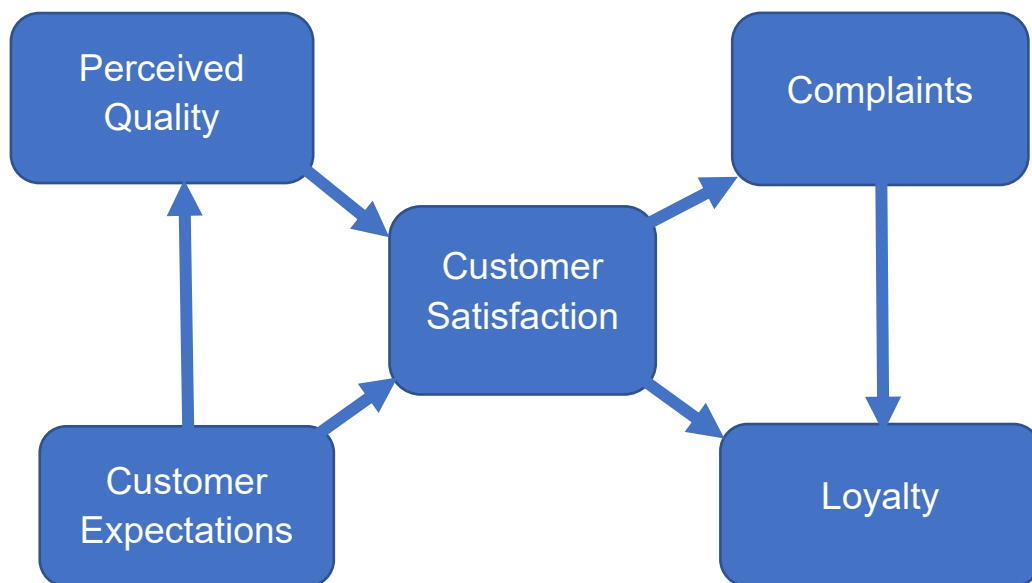 Perceived
Quality
Complaints
Customer
Satisfaction
Customer
Expectations
Loyalty